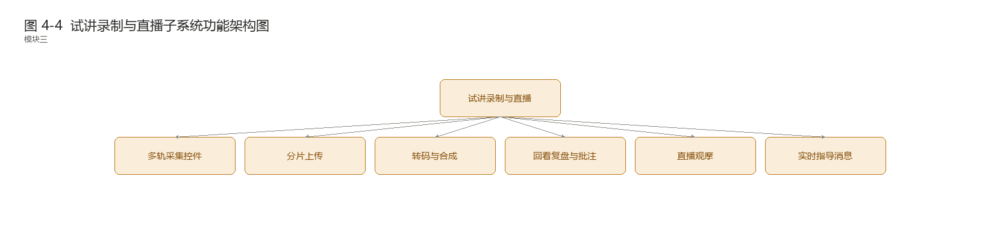 图 4-4  试讲录制与直播子系统功能架构图
模块三
试讲录制与直播
多轨采集控件
分片上传
转码与合成
回看复盘与批注
直播观摩
实时指导消息